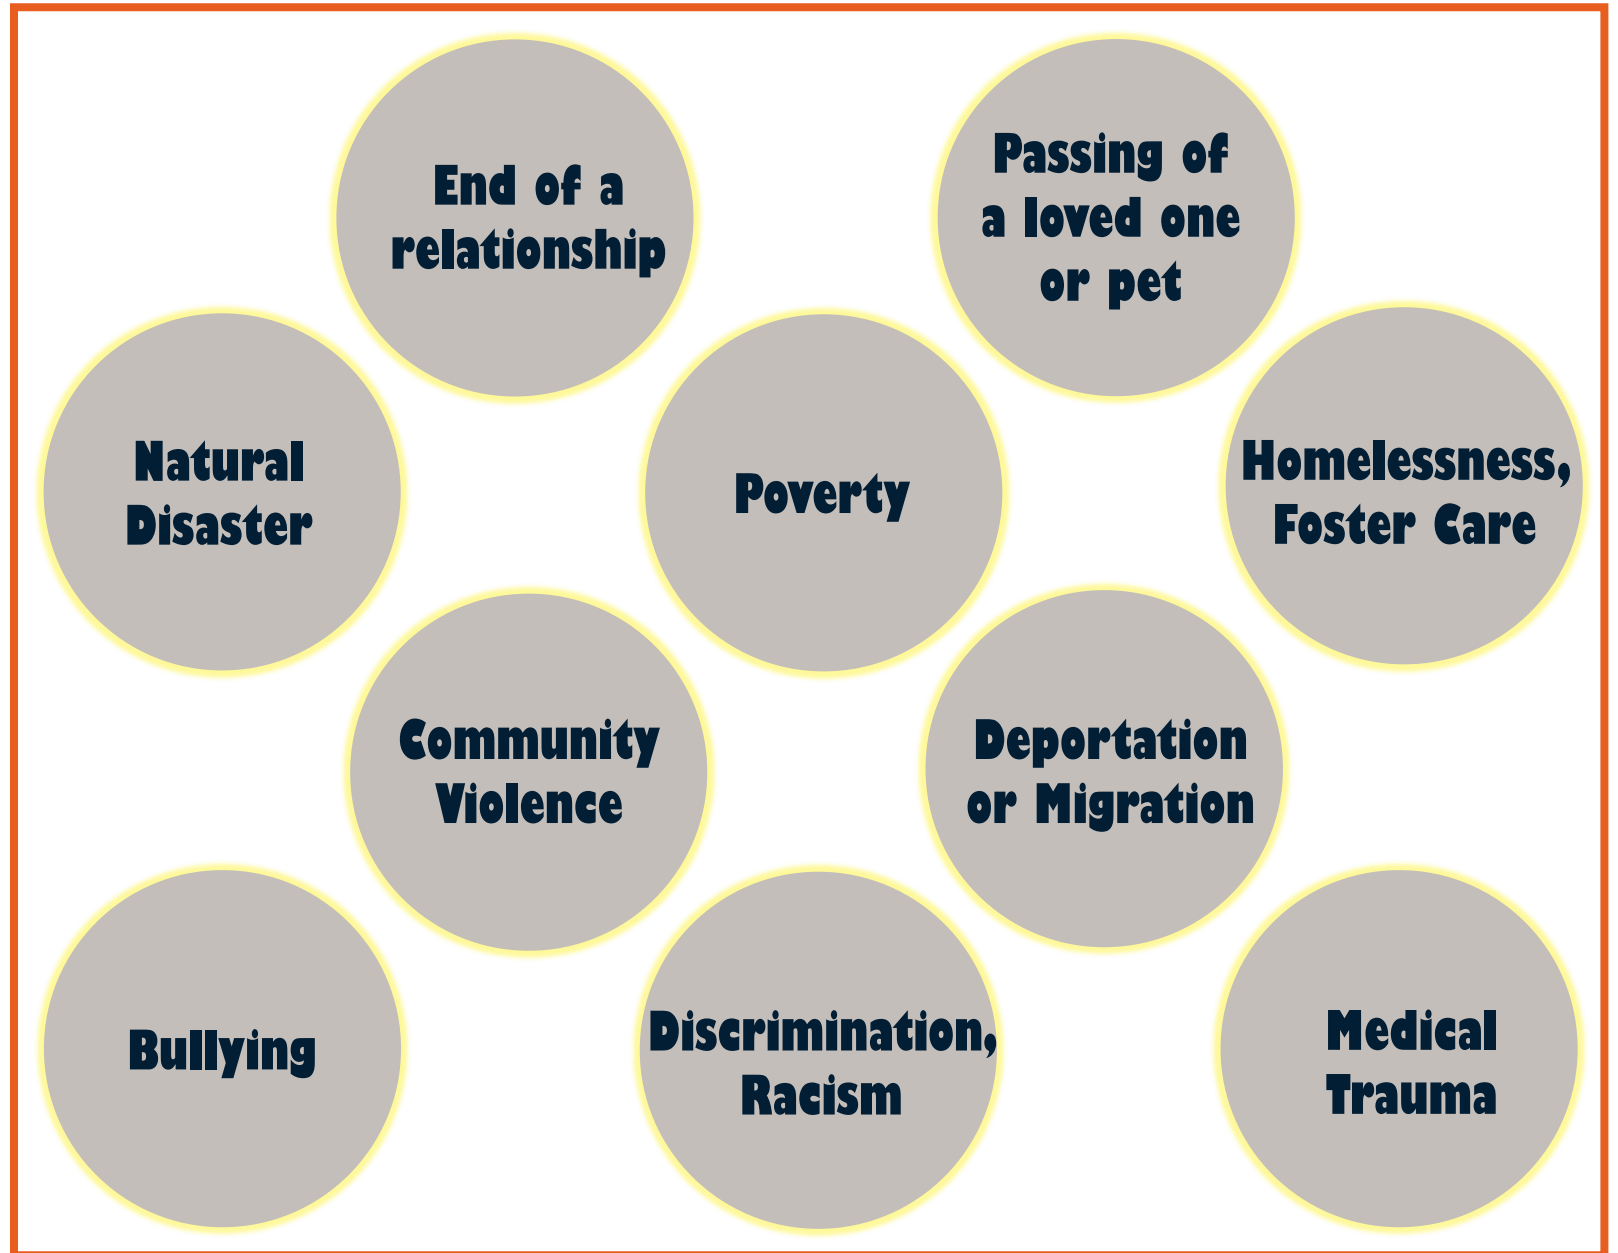 End of a
relationship
Passing of
a loved one
or pet
Natural
Disaster
Poverty
Homelessness,
Foster Care
Community
Violence
Deportation
or Migration
Bullying
Discrimination,
Racism
Medical
Trauma